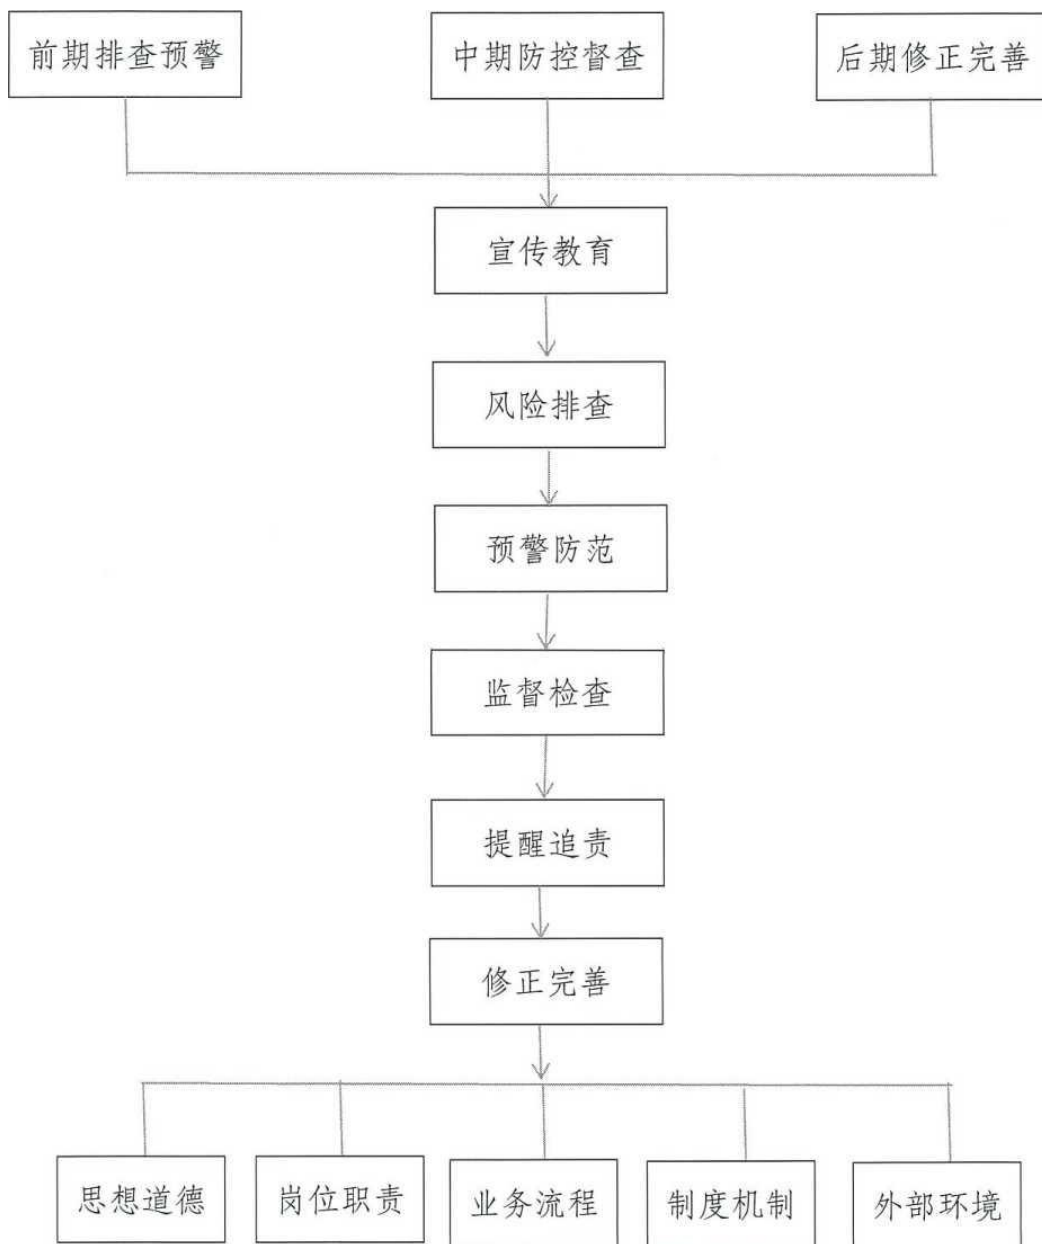 前期排查预警
中期防控督查
后期修正完善
宣传教育
风险排查
预警防范
监督检查
提醒追责
修正完善
思想道德
岗位职责
业务流程
制度机制
外部环境